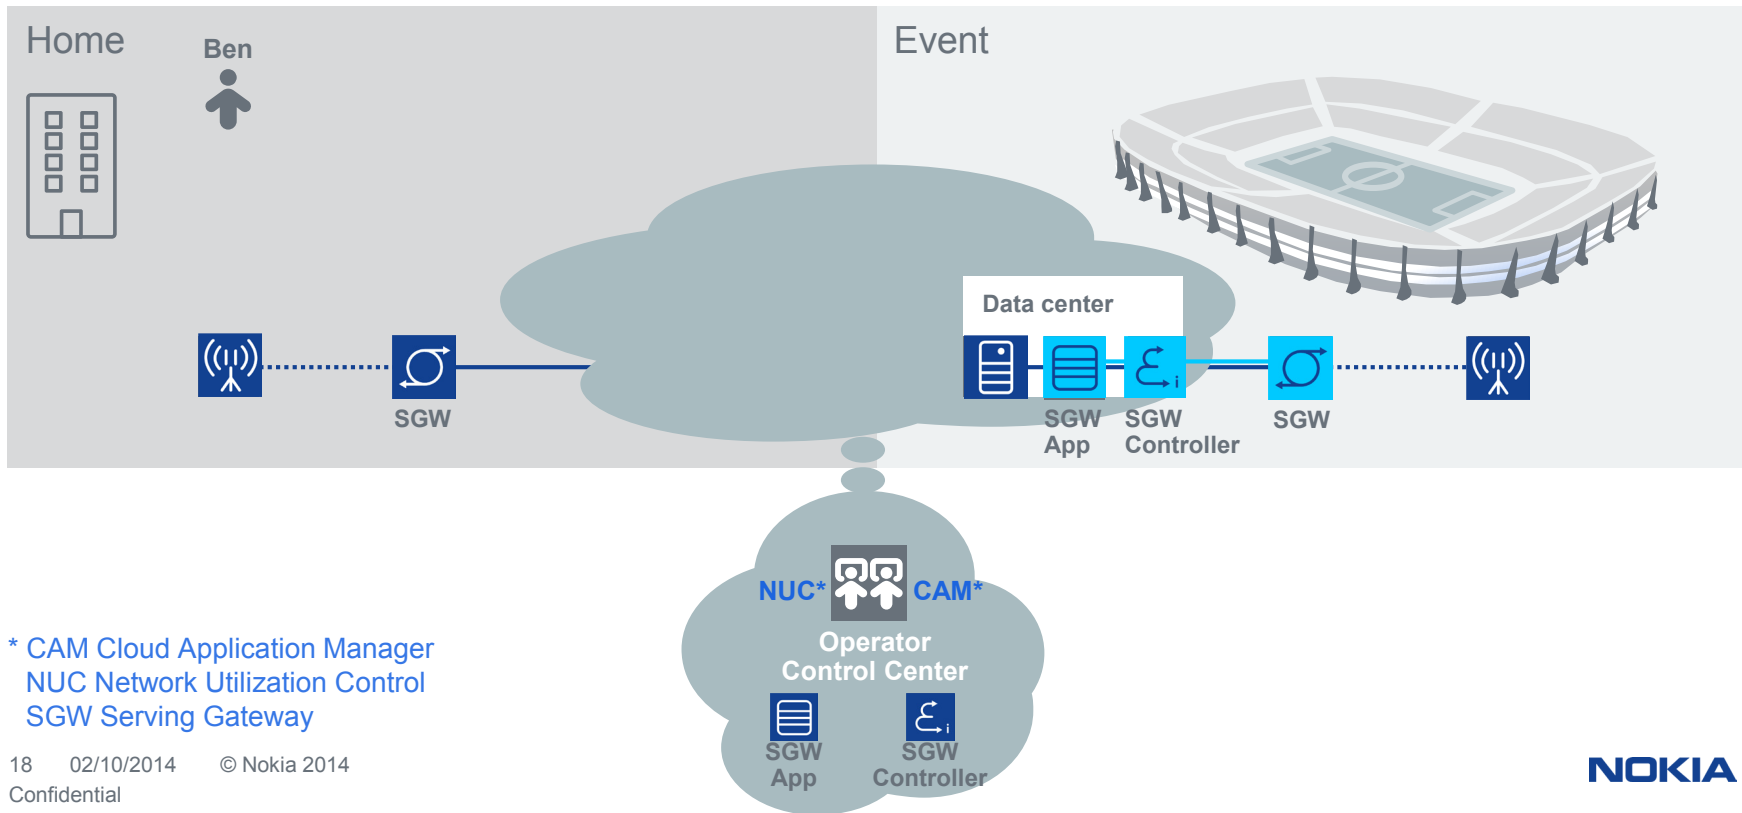 Home
Ben
Event
Data center
SGW
SGW
App
SGW
Controller
i
SGW
NUC*
CAM*
Operator
Control Center
i
SGW
App
SGW
Controller
* CAM Cloud Application Manager
NUC Network Utilization Control
SGW Serving Gateway
18 02/10/2014 © Nokia 2014
Confidential
NOKIA